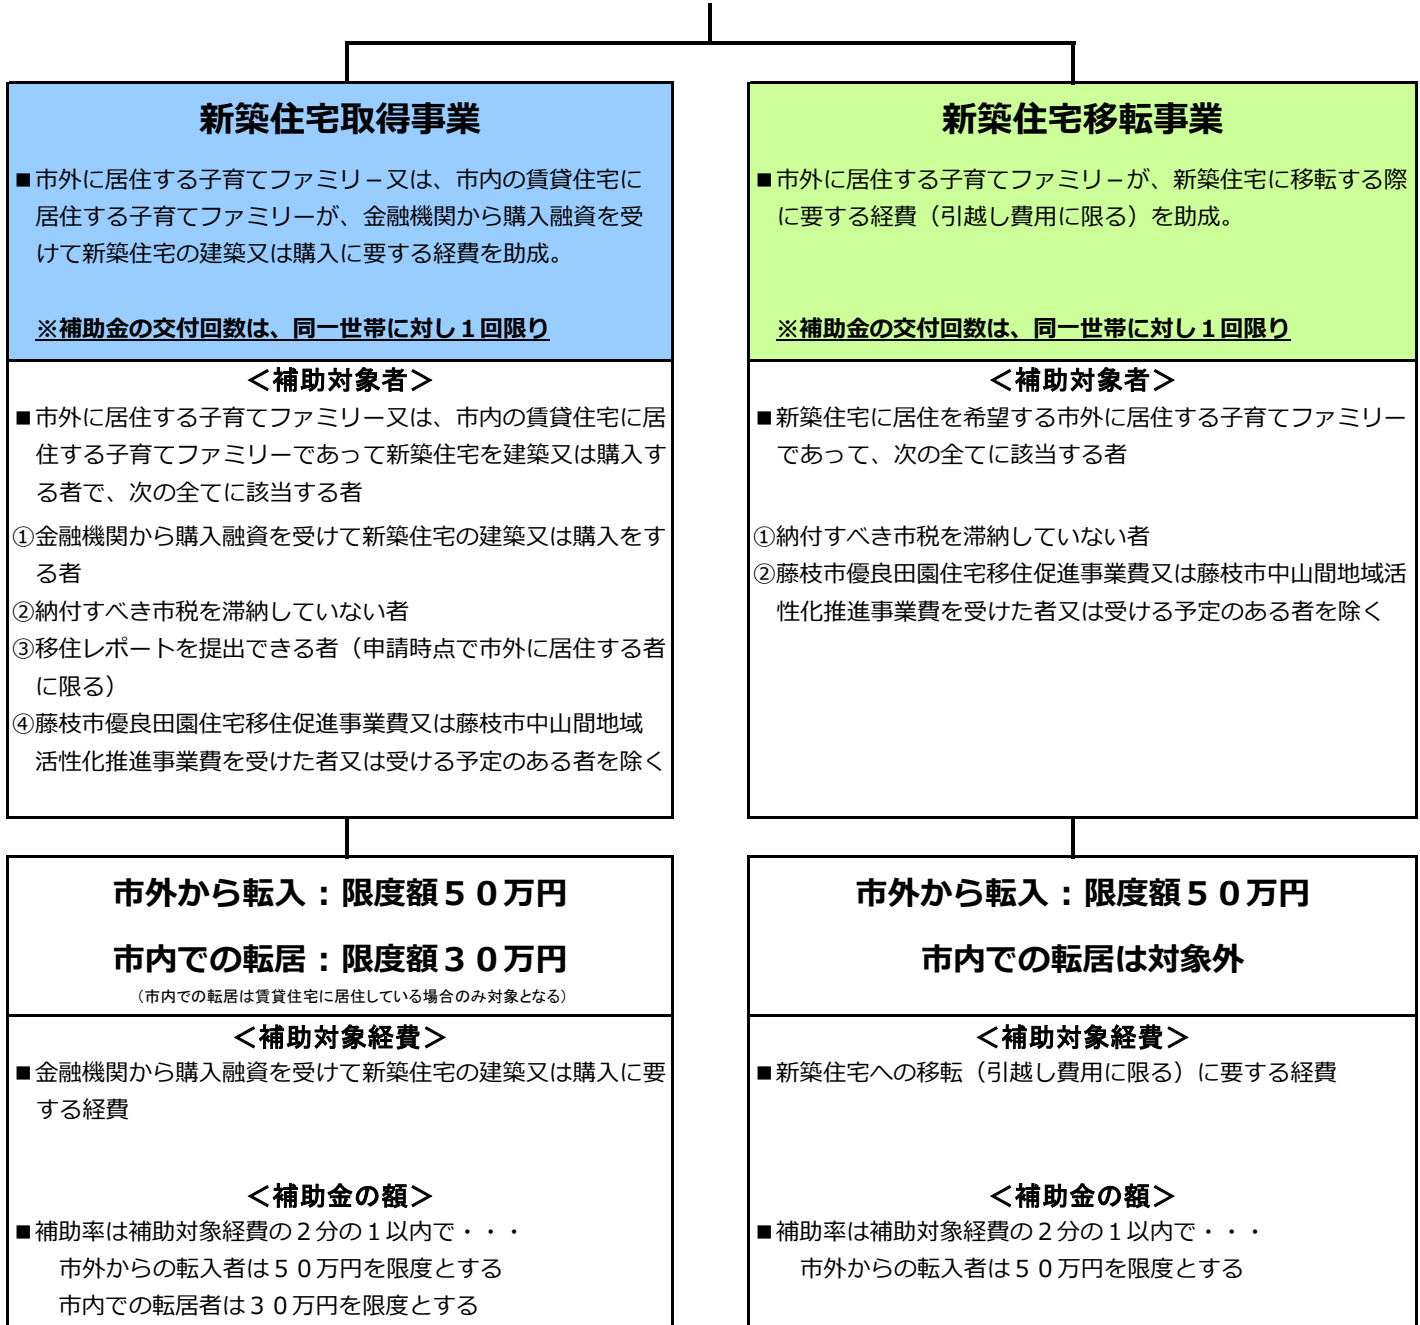 新築住宅取得事業
■市外に居住する子育てファミリ－又は、市内の賃貸住宅に
居住する子育てファミリーが、金融機関から購入融資を受
けて新築住宅の建築又は購入に要する経費を助成。
※補助金の交付回数は、同一世帯に対し１回限り
＜補助対象者＞
■市外に居住する子育てファミリー又は、市内の賃貸住宅に居
住する子育てファミリーであって新築住宅を建築又は購入す
る者で、次の全てに該当する者
①金融機関から購入融資を受けて新築住宅の建築又は購入をす
る者
②納付すべき市税を滞納していない者
③移住レポートを提出できる者（申請時点で市外に居住する者
に限る）
④藤枝市優良田園住宅移住促進事業費又は藤枝市中山間地域
活性化推進事業費を受けた者又は受ける予定のある者を除く
市外から転入：限度額５０万円
市内での転居：限度額３０万円
（市内での転居は賃貸住宅に居住している場合のみ対象となる）
＜補助対象経費＞
■金融機関から購入融資を受けて新築住宅の建築又は購入に要
する経費
＜補助金の額＞
■補助率は補助対象経費の２分の１以内で・・・
市外からの転入者は５０万円を限度とする
市内での転居者は３０万円を限度とする
新築住宅移転事業
■市外に居住する子育てファミリ－が、新築住宅に移転する際
に要する経費（引越し費用に限る）を助成。
※補助金の交付回数は、同一世帯に対し１回限り
＜補助対象者＞
■新築住宅に居住を希望する市外に居住する子育てファミリー
であって、次の全てに該当する者
①納付すべき市税を滞納していない者
②藤枝市優良田園住宅移住促進事業費又は藤枝市中山間地域活
性化推進事業費を受けた者又は受ける予定のある者を除く
市外から転入：限度額５０万円
市内での転居は対象外
＜補助対象経費＞
■新築住宅への移転（引越し費用に限る）に要する経費
＜補助金の額＞
■補助率は補助対象経費の２分の１以内で・・・
市外からの転入者は５０万円を限度とする